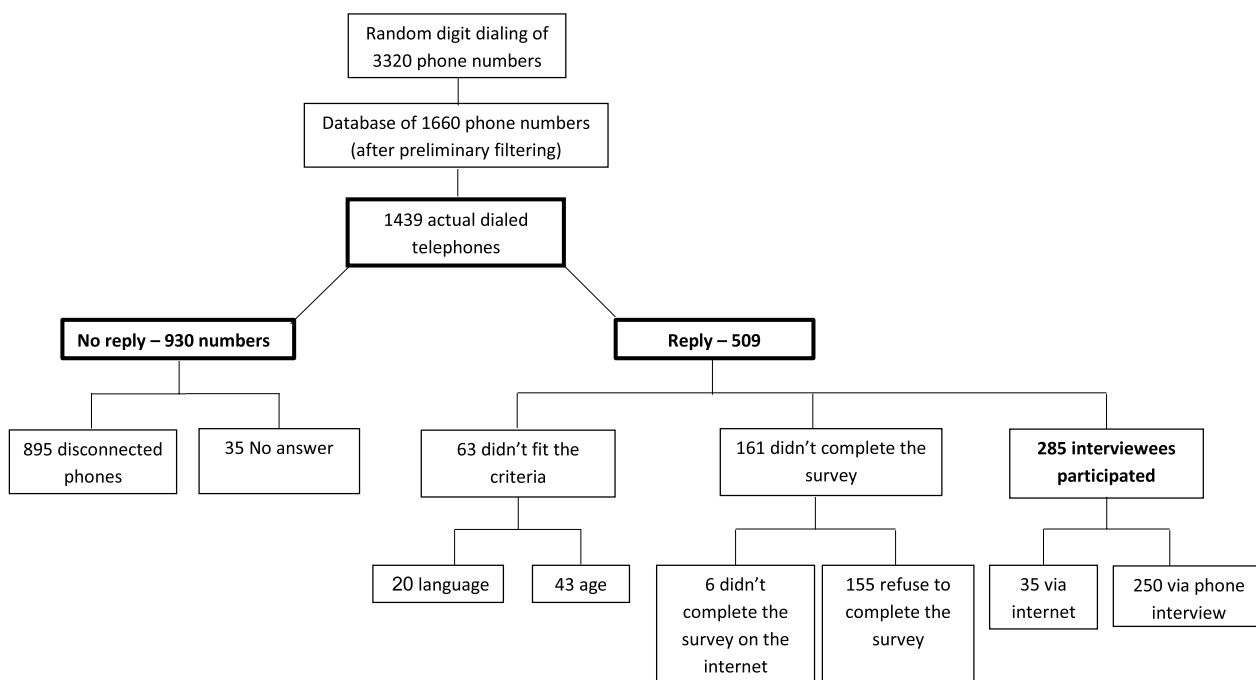 Random digit dialing of
3320 phone numbers
Database of 1660 phone numbers
(after preliminary filtering)
1439 actual dialed
telephones
No reply – 930 numbers
Reply – 509
895 disconnected
phones
35 No answer
63 didn’t fit the
criteria
161 didn’t complete the
survey
285 interviewees
participated
20 language
43 age
6 didn’t
complete the
survey on the
internet
155 refuse to
complete the
survey
35 via
internet
250 via phone
interview